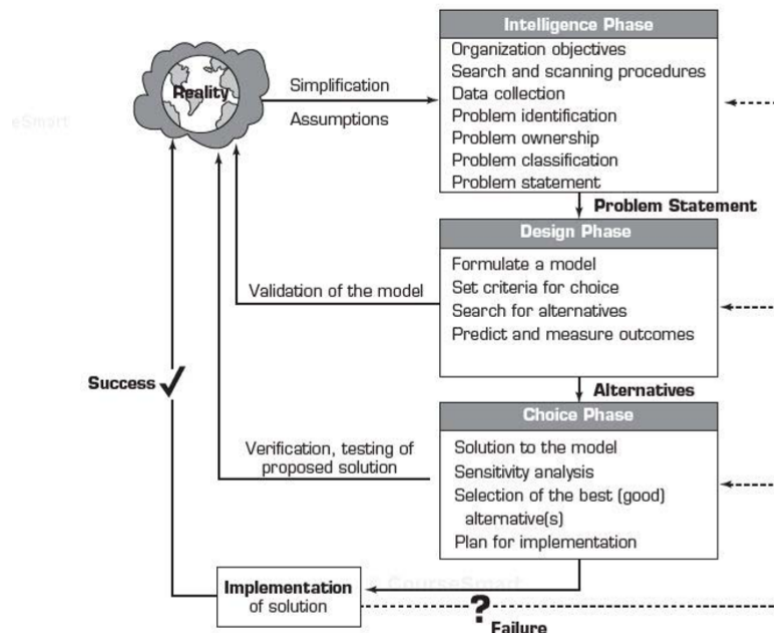 Intelligence Phase
Organization objectives
Search and scanning procedures
Data collection
Problem identification
Problem ownership
Problem classification
Problem statement
Reality
Simplification
Assumptions
eSmart
Problem Statement
Design Phase
Formulate a model
Set criteria for choice
Search for alternatives
Predict and measure outcomes
Validation of the model
Alternatives
Success
Choice Phase
Solution to the model
Sensitivity analysis
Selection of the best (good)
alternative(s)
Plan for implementation
Verification, testing of
proposed solution
CourseSmart
Implementation
of solution
?
Failure